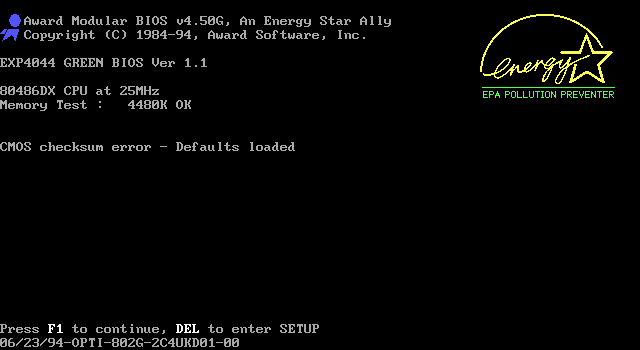 Award Modular BIOS v4.50G, An Energy Star Ally
Copyright (C) 1984-94, Award Software, Inc.
energy
EPA POLLUTION PREVENTER
EXP4044 GREEN BIOS Ver 1.1
80486DX CPU at 25MHz
Memory Test :   4480K OK
CMOS checksum error - Defaults loaded
Press F1 to continue, DEL to enter SETUP
06/23/94-OPTI-802G-2C4UKD01-00